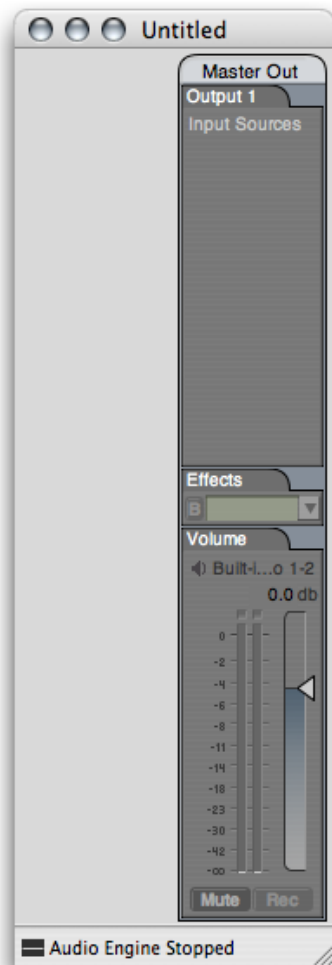 Untitled
Master Out
Output 1
Input Sources
Effects
B
Volume
Built-i...o 1-2
0.0 db
0
-2
-4
-6
-8
-11
-14
-18
-23
-30
-42
-∞
Mute Rec
Audio Engine Stopped